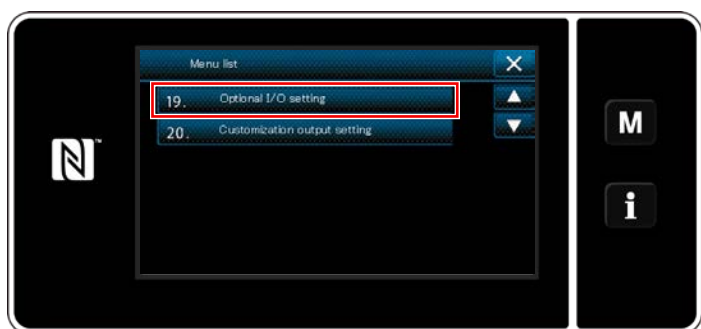 Menu list
19. Optional I/O setting
20. Customization output setting
M
i